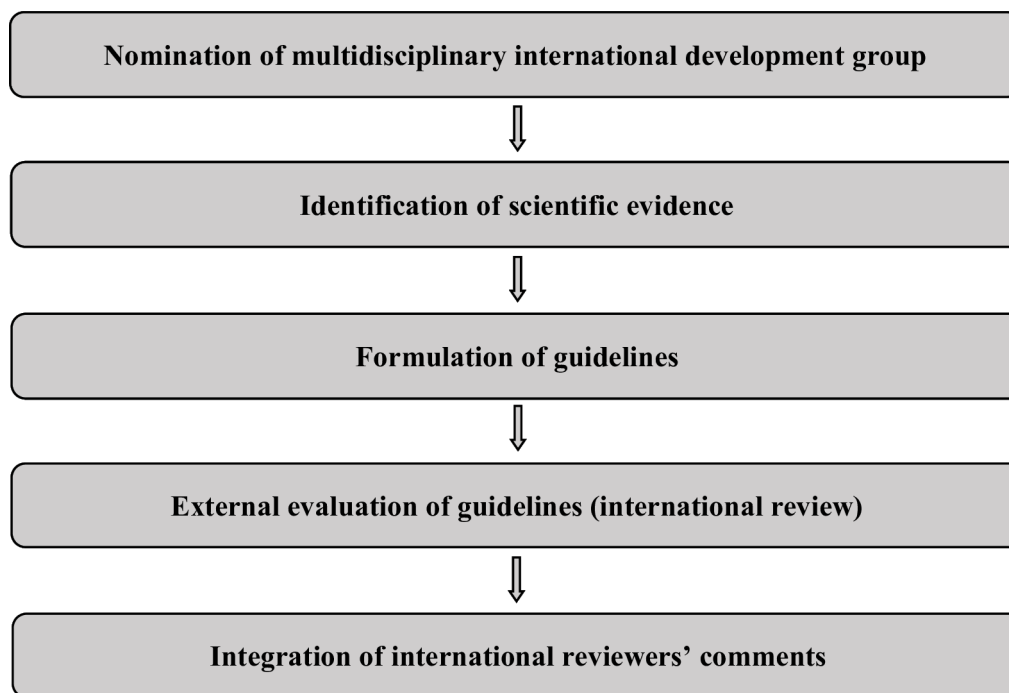 Nomination of multidisciplinary international development group
Identification of scientific evidence
Formulation of guidelines
External evaluation of guidelines (international review)
Integration of international reviewers’ comments